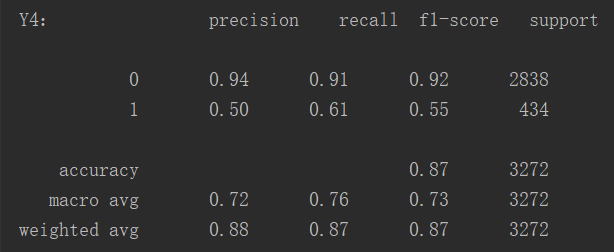 Y4: precision recall f1-score support
0 0.94 0.91 0.92 2838
1 0.50 0.61 0.55 434
accuracy 0.87 3272
macro avg 0.72 0.76 0.73 3272
weighted avg 0.88 0.87 0.87 3272